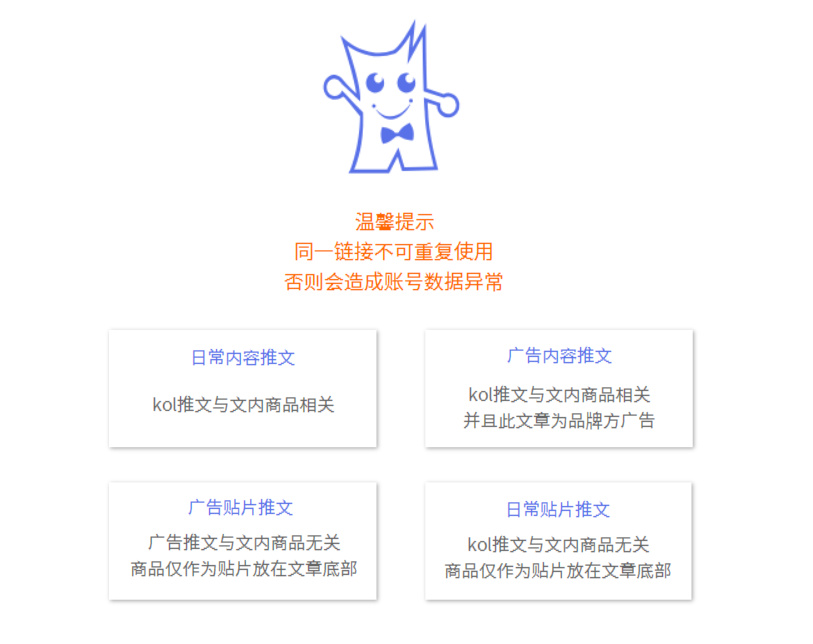 温馨提示
同一链接不可重复使用
否则会造成账号数据异常
日常内容推文
kol推文与文内商品相关
广告内容推文
kol推文与文内商品相关
并且此文章为品牌方广告
广告贴片推文
广告推文与文内商品无关
商品仅作为贴片放在文章底部
日常贴片推文
kol推文与文内商品无关
商品仅作为贴片放在文章底部